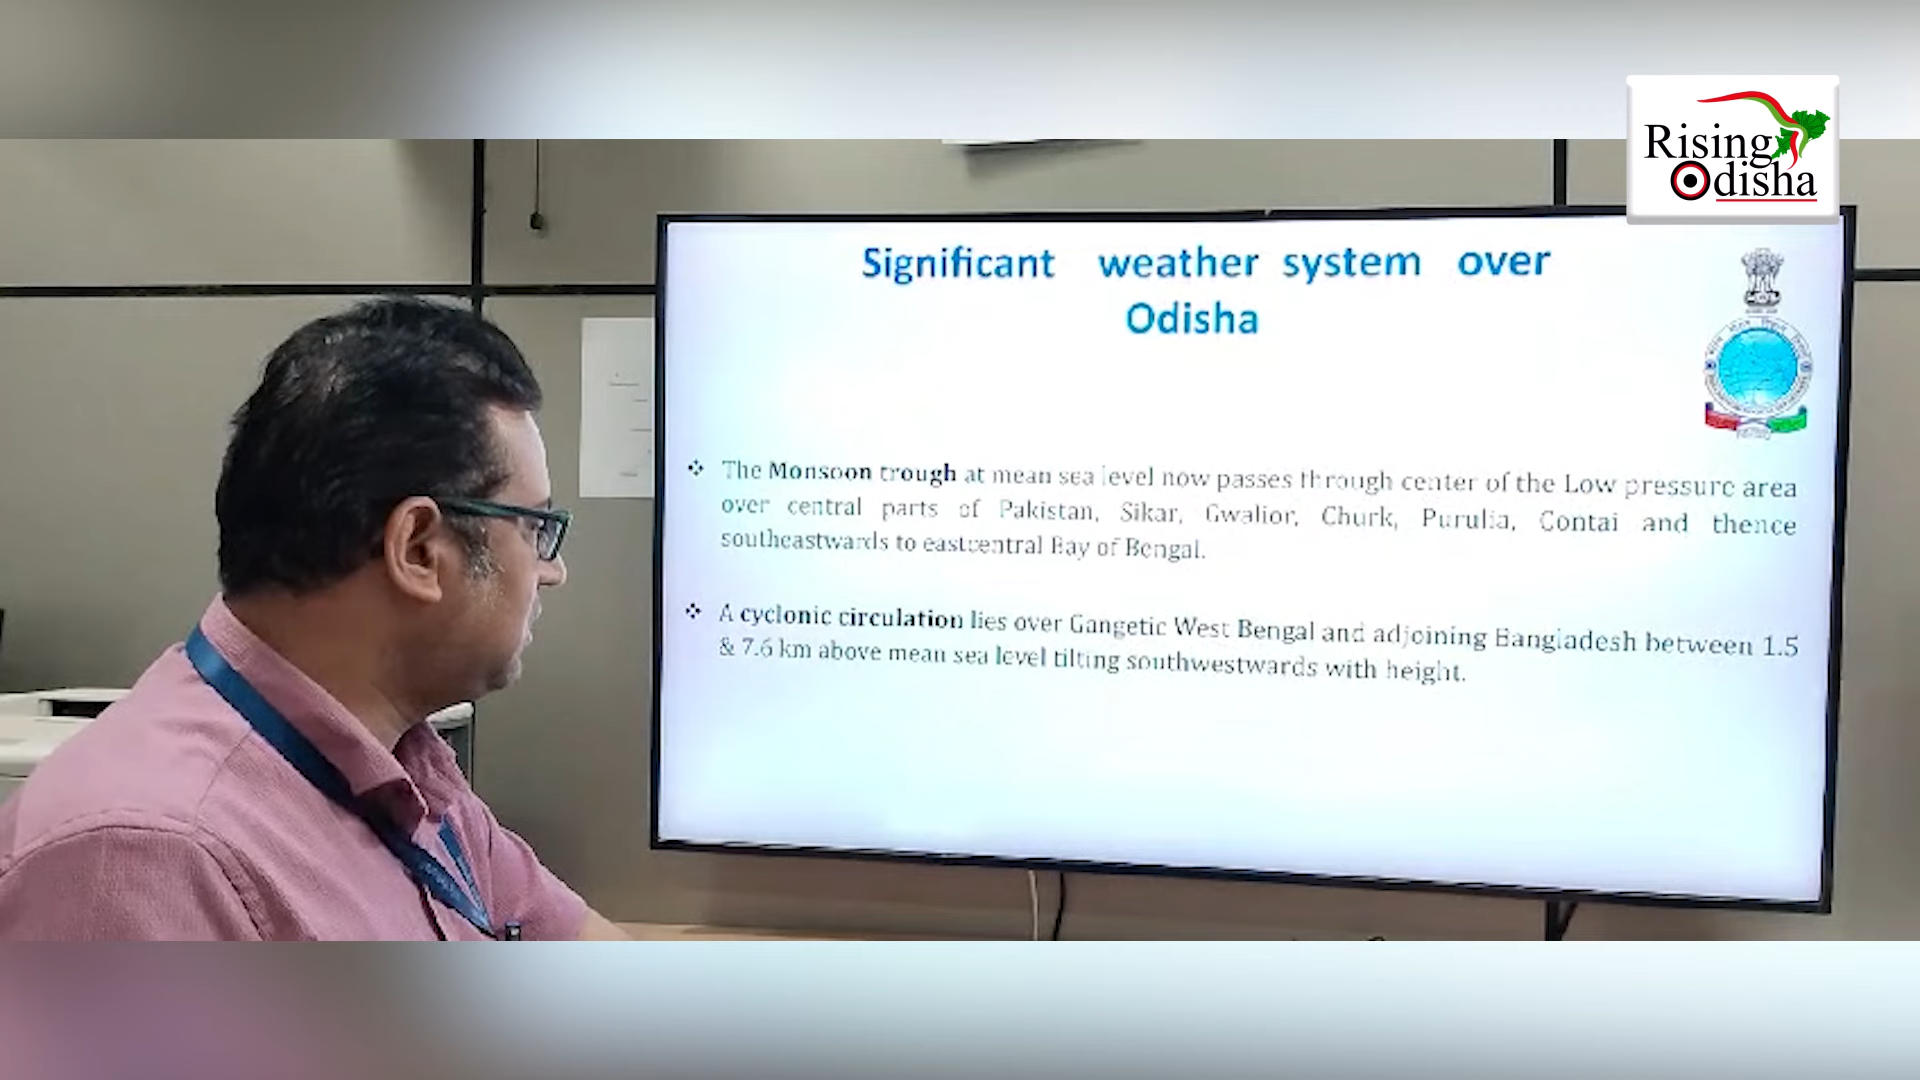 Rising
Odisha
Significant weather system over
Odisha
❖ The Monsoon trough at mean sea level now passes through center of the Low pressure area
over central parts of Pakistan, Sikar, Gwalior, Churk, Purulia, Contai and thence
southeastwards to eastcentral Bay of Bengal.
❖ A cyclonic circulation lies over Gangetic West Bengal and adjoining Bangladesh between 1.5
& 7.6 km above mean sea level tilting southwestwards with height.